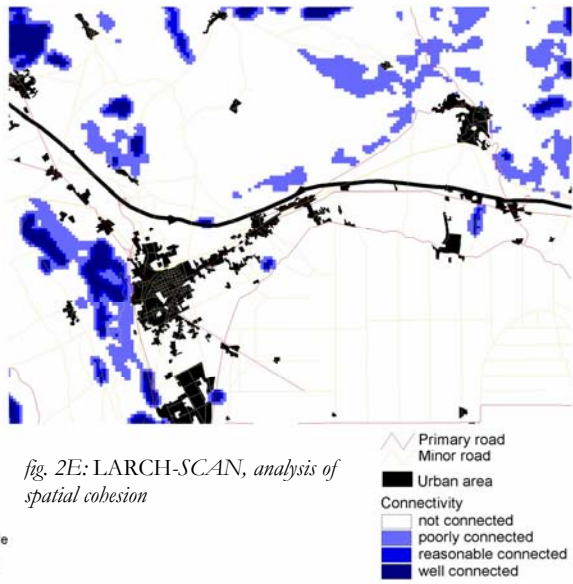 fig. 2E: LARCH-SCAN, analysis of
spatial cohesion
e
Primary road
Minor road
Urban area
Connectivity
not connected
poorly connected
reasonable connected
well connected